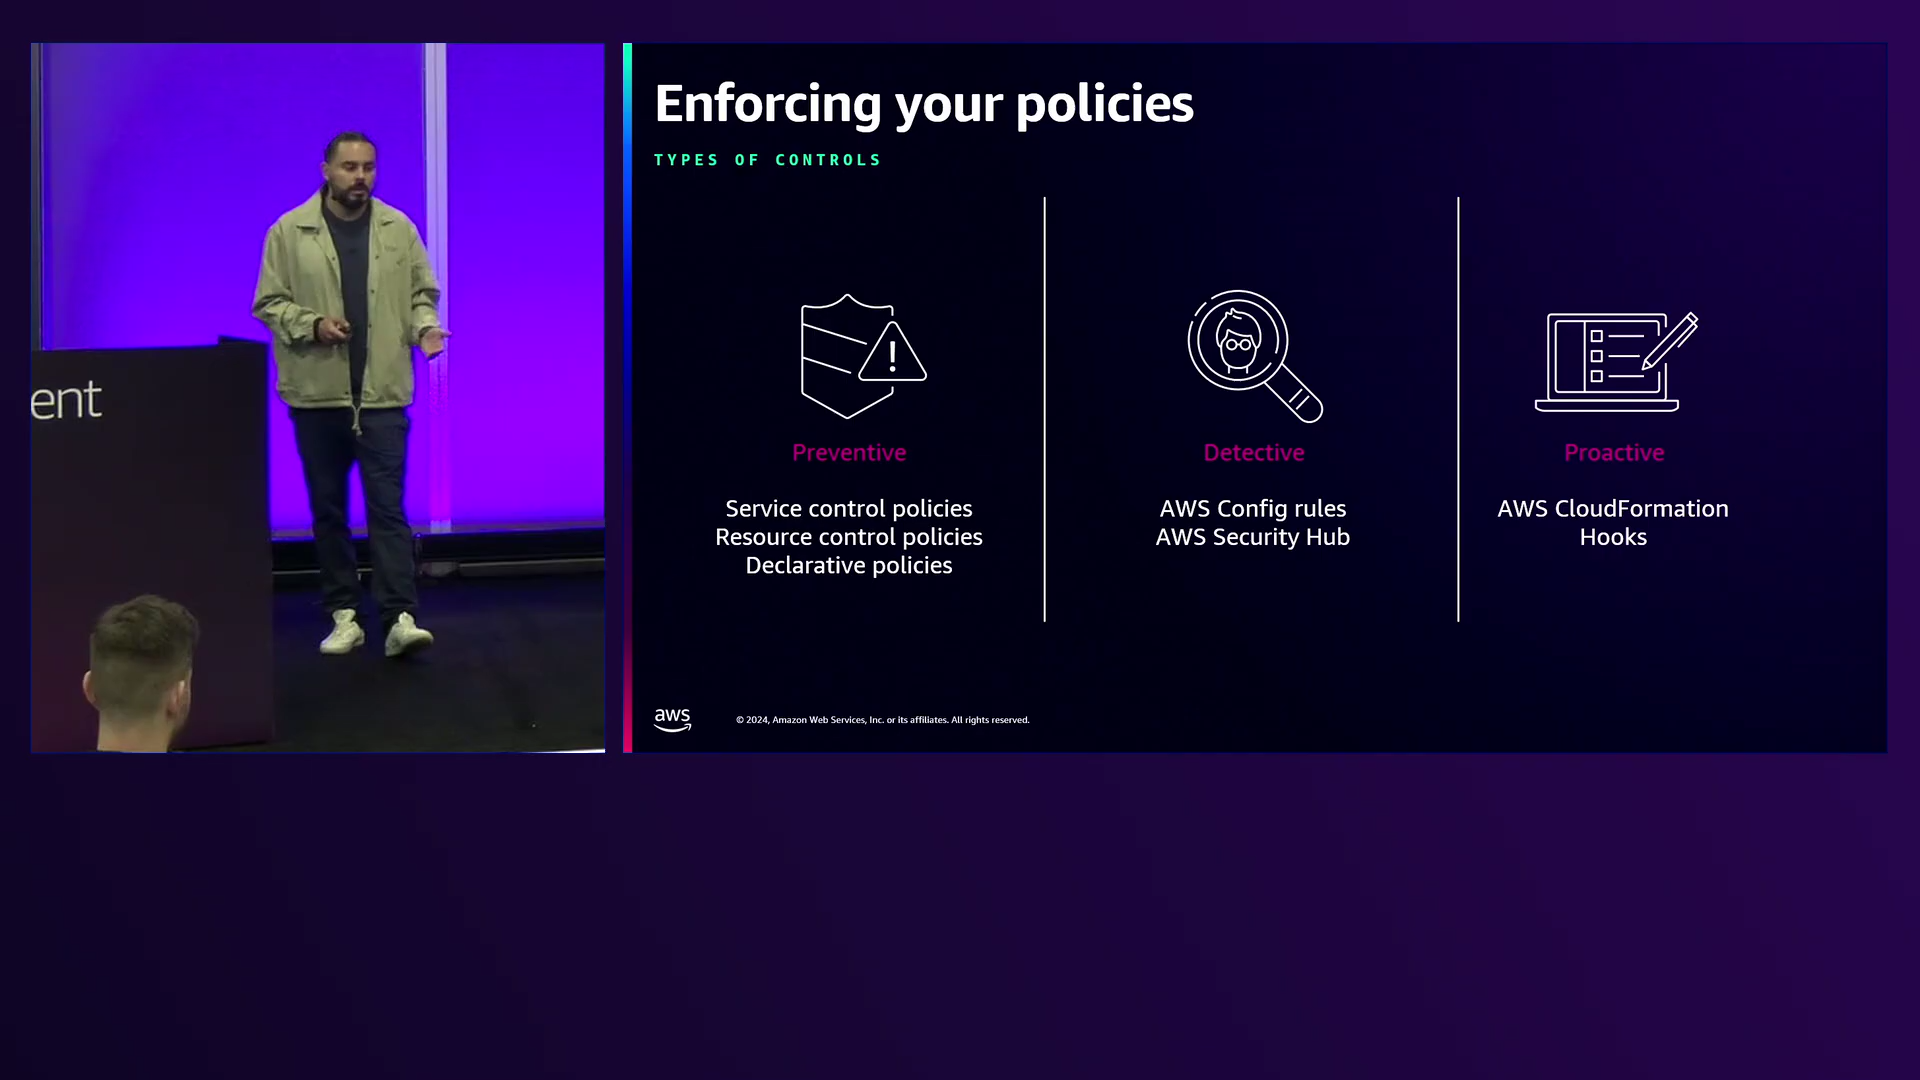 ent
Enforcing your policies
TYPES OF CONTROLS
Preventive
Service control policies
Resource control policies
Declarative policies
Detective
AWS Config rules
AWS Security Hub
Proactive
AWS CloudFormation
Hooks
aws
© 2024, Amazon Web Services, Inc. or its affiliates. All rights reserved.